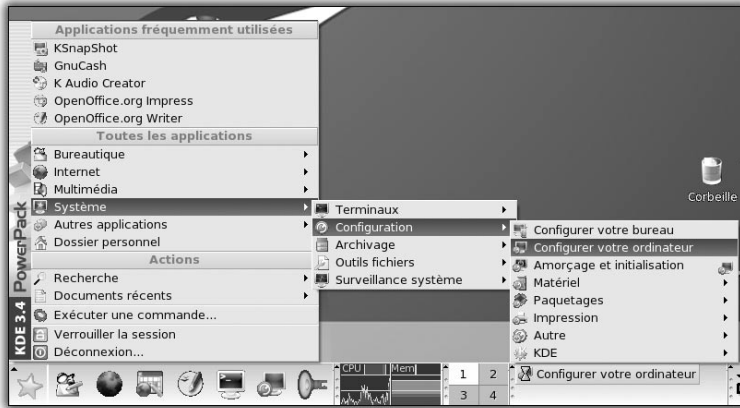 Applications fréquemment utilisées
KSnapShot
GnuCash
K Audio Creator
OpenOffice.org Impress
OpenOffice.org Writer
Toutes les applications
Bureautique
Internet
Multimédia
Système
Autres applications
Dossier personnel
Actions
Recherche
Documents récents
Exécuter une commande...
Verrouiller la session
Déconnexion...
KDE 3.4 PowerPack
Terminaux
Configuration
Archivage
Outils fichiers
Surveillance système
Configurer votre bureau
Configurer votre ordinateur
Amorçage et initialisation
Matériel
Paquetages
Impression
Autre
KDE
Corbeille
CPU
Mem
1 2
3 4
Configurer votre ordinateur